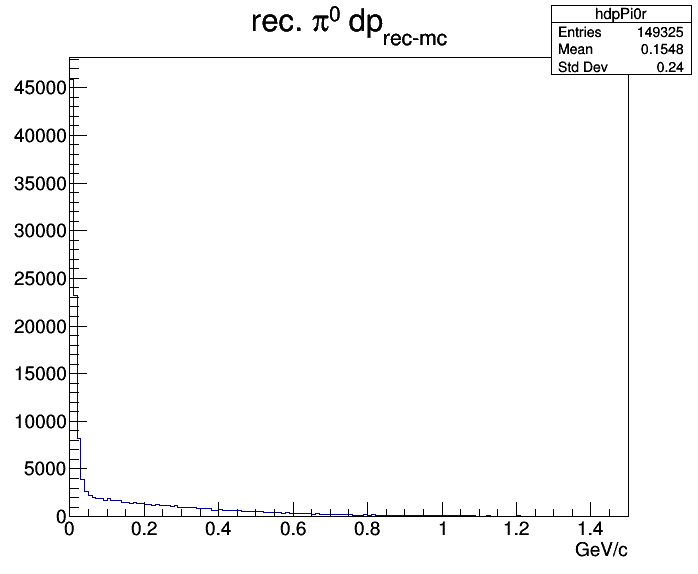 rec. π⁰ dp rec-mc
hdpPi0r
Entries 149325
Mean 0.1548
Std Dev 0.24
45000
40000
35000
30000
25000
20000
15000
10000
5000
0
0 0.2 0.4 0.6 0.8 1 1.2 1.4
GeV/c